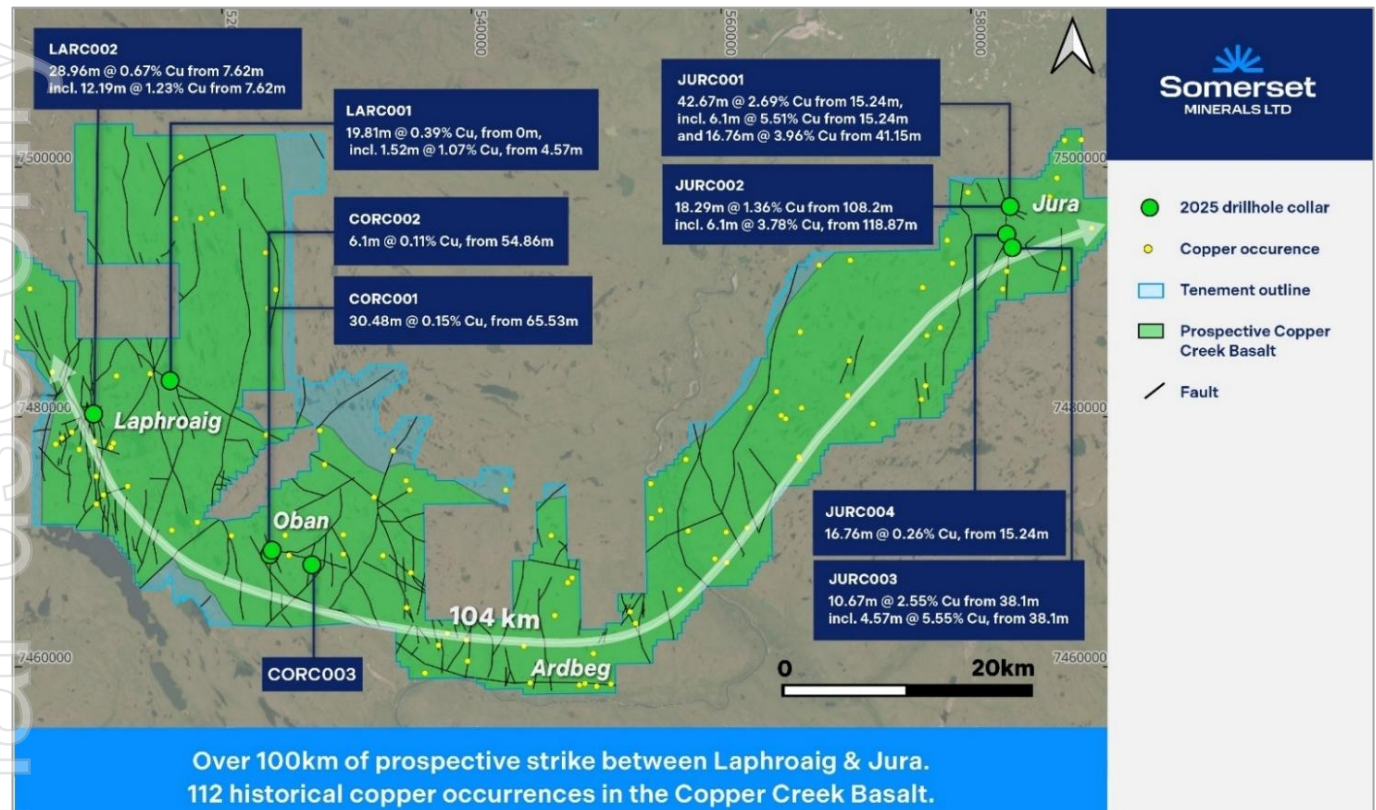 LARC002
28.96m @ 0.67% Cu from 7.62m
incl. 12.19m @ 1.23% Cu from 7.62m
LARC001
19.81m @ 0.39% Cu, from 0m,
incl. 1.52m @ 1.07% Cu, from 4.57m
CORC002
6.1m @ 0.11% Cu, from 54.86m
CORC001
30.48m @ 0.15% Cu, from 65.53m
JURC001
42.67m @ 2.69% Cu from 15.24m,
incl. 6.1m @ 5.51% Cu from 15.24m
and 16.76m @ 3.96% Cu from 41.15m
JURC002
18.29m @ 1.36% Cu from 108.2m
incl. 6.1m @ 3.78% Cu, from 118.87m
540000
560000
580000
7500000
7500000
7480000
7480000
7460000
7460000
Jura
Laphroaig
Oban
104 km
Ardbeg
CORC003
JURC004
16.76m @ 0.26% Cu, from 15.24m
JURC003
10.67m @ 2.55% Cu from 38.1m
incl. 4.57m @ 5.55% Cu, from 38.1m
0
20km
Somerset
MINERALS LTD
2025 drillhole collar
Copper occurence
Tenement outline
Prospective Copper
Creek Basalt
Fault
Over 100km of prospective strike between Laphroaig & Jura.
112 historical copper occurrences in the Copper Creek Basalt.